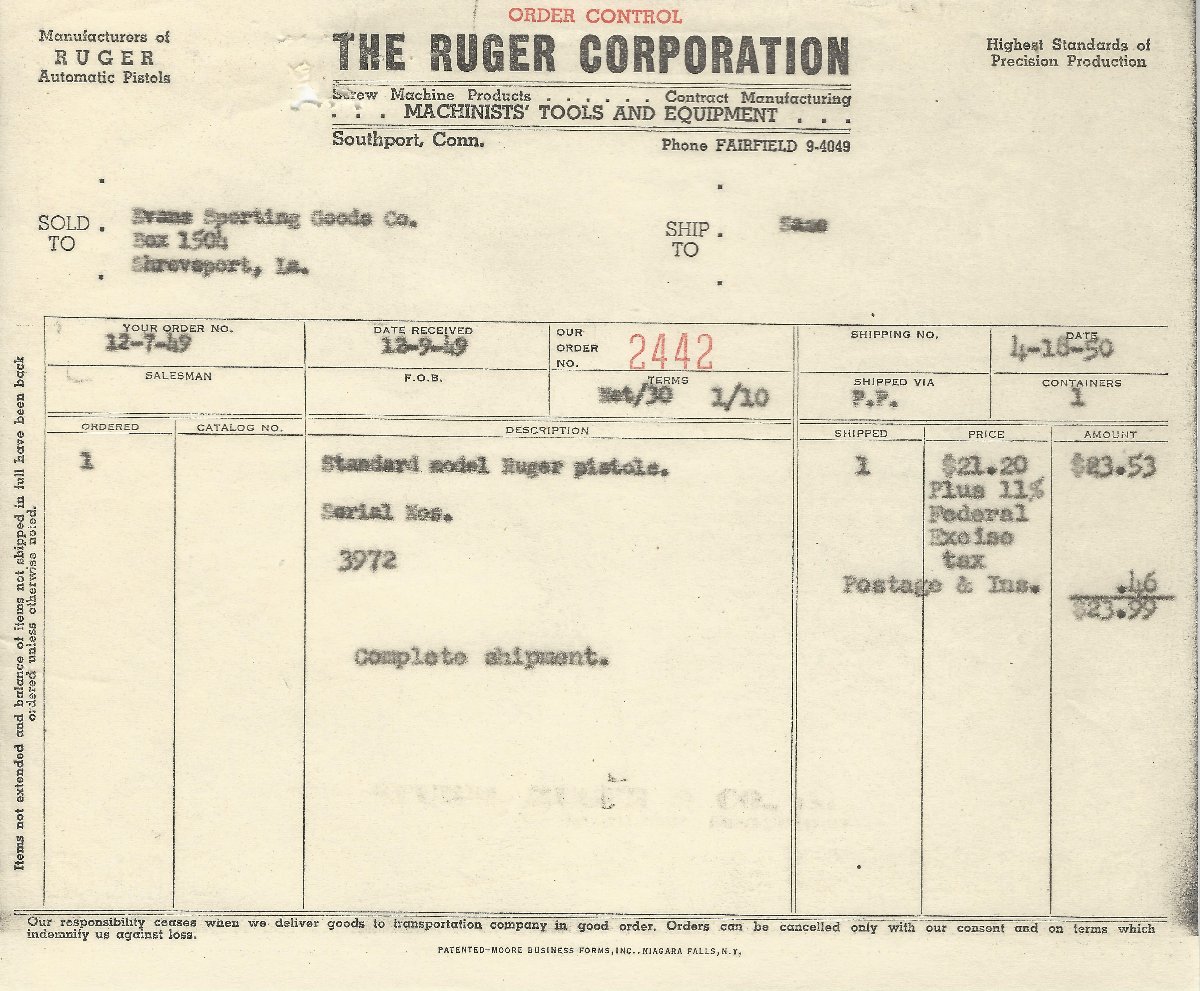 ORDER CONTROL
Manufacturers of
RUGER
Automatic Pistols
THE RUGER CORPORATION
Highest Standards of
Precision Production
Screw Machine Products . . . . . . Contract Manufacturing
. . . MACHINISTS' TOOLS AND EQUIPMENT . . .
Southport, Conn.
Phone FAIRFIELD 9-4049
SOLD TO
Evans Sporting Goods Co.
Box 1504
Shreveport, La.
SHIP TO
Same
YOUR ORDER NO.
12-7-49
DATE RECEIVED
12-9-49
OUR ORDER NO.
2442
SHIPPING NO.
DATE
4-18-50
SALESMAN
F.O.B.
TERMS
Net/30 1/10
SHIPPED VIA
P.P.
CONTAINERS
1
ORDERED CATALOG NO. DESCRIPTION SHIPPED PRICE AMOUNT
1 Standard model Ruger pistols. 1 $21.20 $23.53
Plus 11%
Serial Nos. Federal
Excise
3972 tax
Postage & Ins. .46
$23.99
Complete shipment.
Items not extended and balance of items not shipped in full have been back
ordered unless otherwise noted.
Our responsibility ceases when we deliver goods to transportation company in good order. Orders can be cancelled only with our consent and on terms which
indemnify us against loss.
PATENTED-MOORE BUSINESS FORMS, INC., NIAGARA FALLS, N.Y.